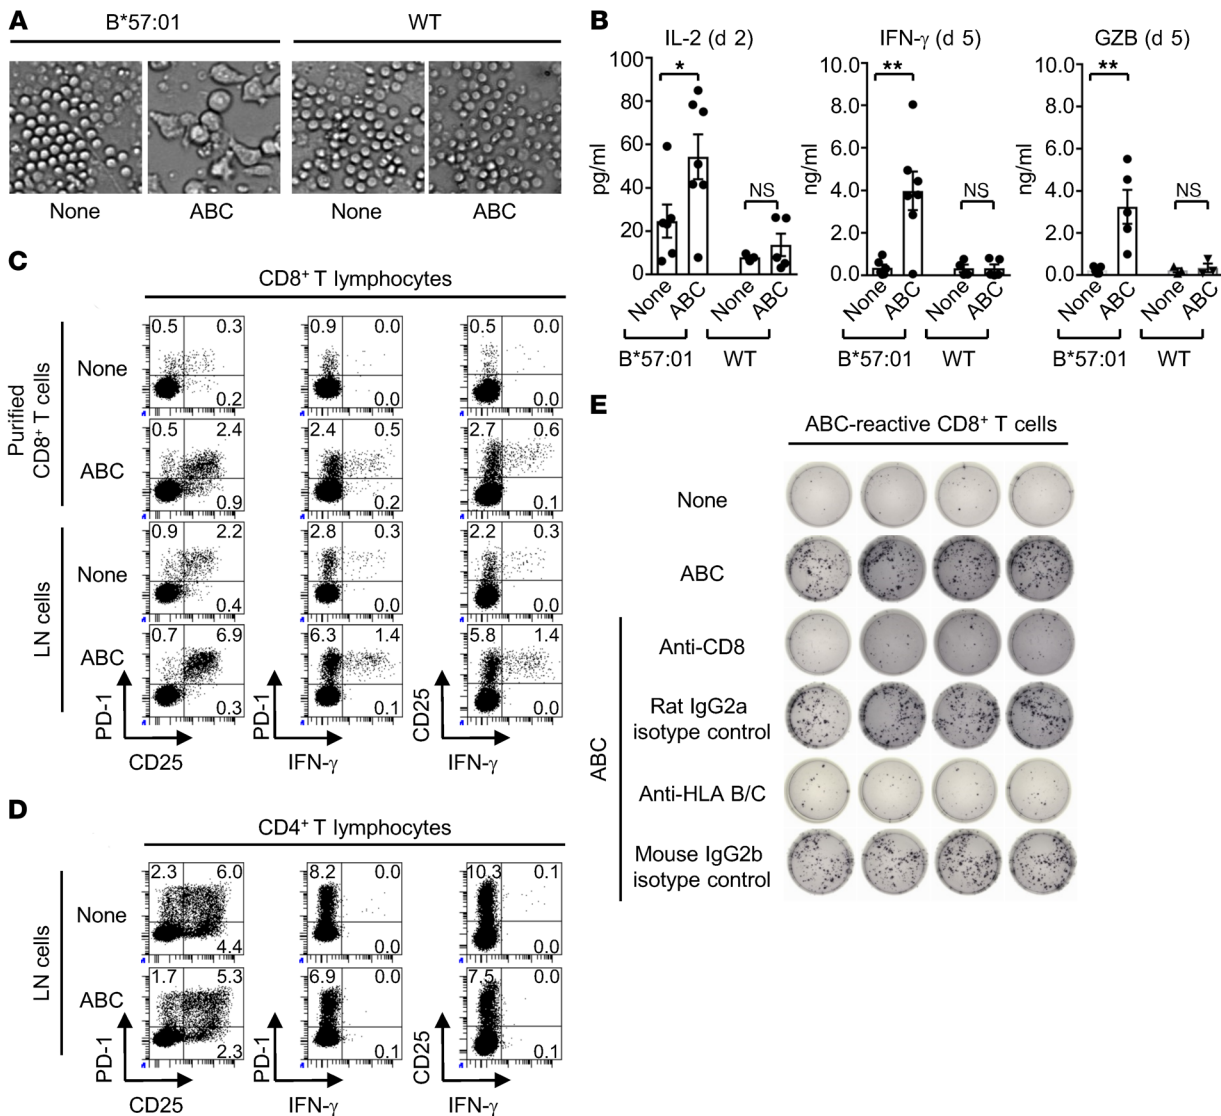 A
B*57:01
WT
None
ABC
None
ABC
B
IL-2 (d 2)
IFN-γ (d 5)
GZB (d 5)
pg/ml
100
80
60
40
20
0
*
NS
None
ABC
None
ABC
B*57:01
WT
ng/ml
10.0
8.0
6.0
4.0
2.0
0.0
**
NS
None
ABC
None
ABC
B*57:01
WT
ng/ml
10.0
8.0
6.0
4.0
2.0
0.0
**
NS
None
ABC
None
ABC
B*57:01
WT
C
CD8⁺ T lymphocytes
Purified
CD8⁺ T cells
None
0.5 0.3
0.2
0.9 0.0
0.0
0.5 0.0
0.0
ABC
0.5 2.4
0.9
2.4 0.5
0.2
2.7 0.6
0.1
LN cells
None
0.9 2.2
0.4
2.8 0.3
0.0
2.2 0.3
0.0
ABC
0.7 6.9
0.3
6.3 1.4
0.1
5.8 1.4
0.0
PD-1
CD25
PD-1
IFN-γ
CD25
IFN-γ
D
CD4⁺ T lymphocytes
LN cells
None
2.3 6.0
4.4
8.2 0.0
0.0
10.3 0.1
0.0
ABC
1.7 5.3
2.3
6.9 0.0
0.1
7.5 0.0
0.1
PD-1
CD25
PD-1
IFN-γ
CD25
IFN-γ
E
ABC-reactive CD8⁺ T cells
None
ABC
ABC
Anti-CD8
Rat IgG2a
isotype control
Anti-HLA B/C
Mouse IgG2b
isotype control